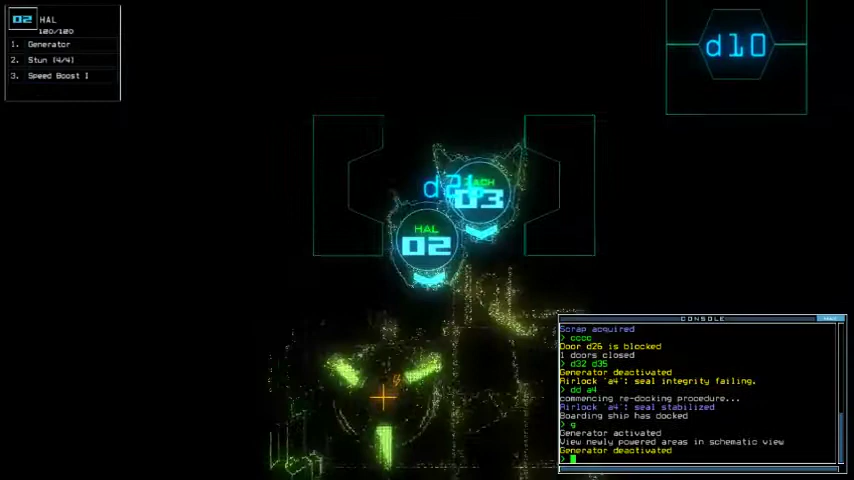 02 HAL
100/100
1. Generator
2. Stun (4/4)
3. Speed Boost I
d10
03
HAL
02
CONSOLE
Scrap acquired
> cccc
Door d26 is blocked
1 doors closed
> d32 d35
Generator deactivated
Airlock 'a4': seal integrity failing.
> dd a4
commencing re-docking procedure...
Airlock 'a4': seal stabilized
Boarding ship has docked
> g
Generator activated
View newly powered areas in schematic view
Generator deactivated
>